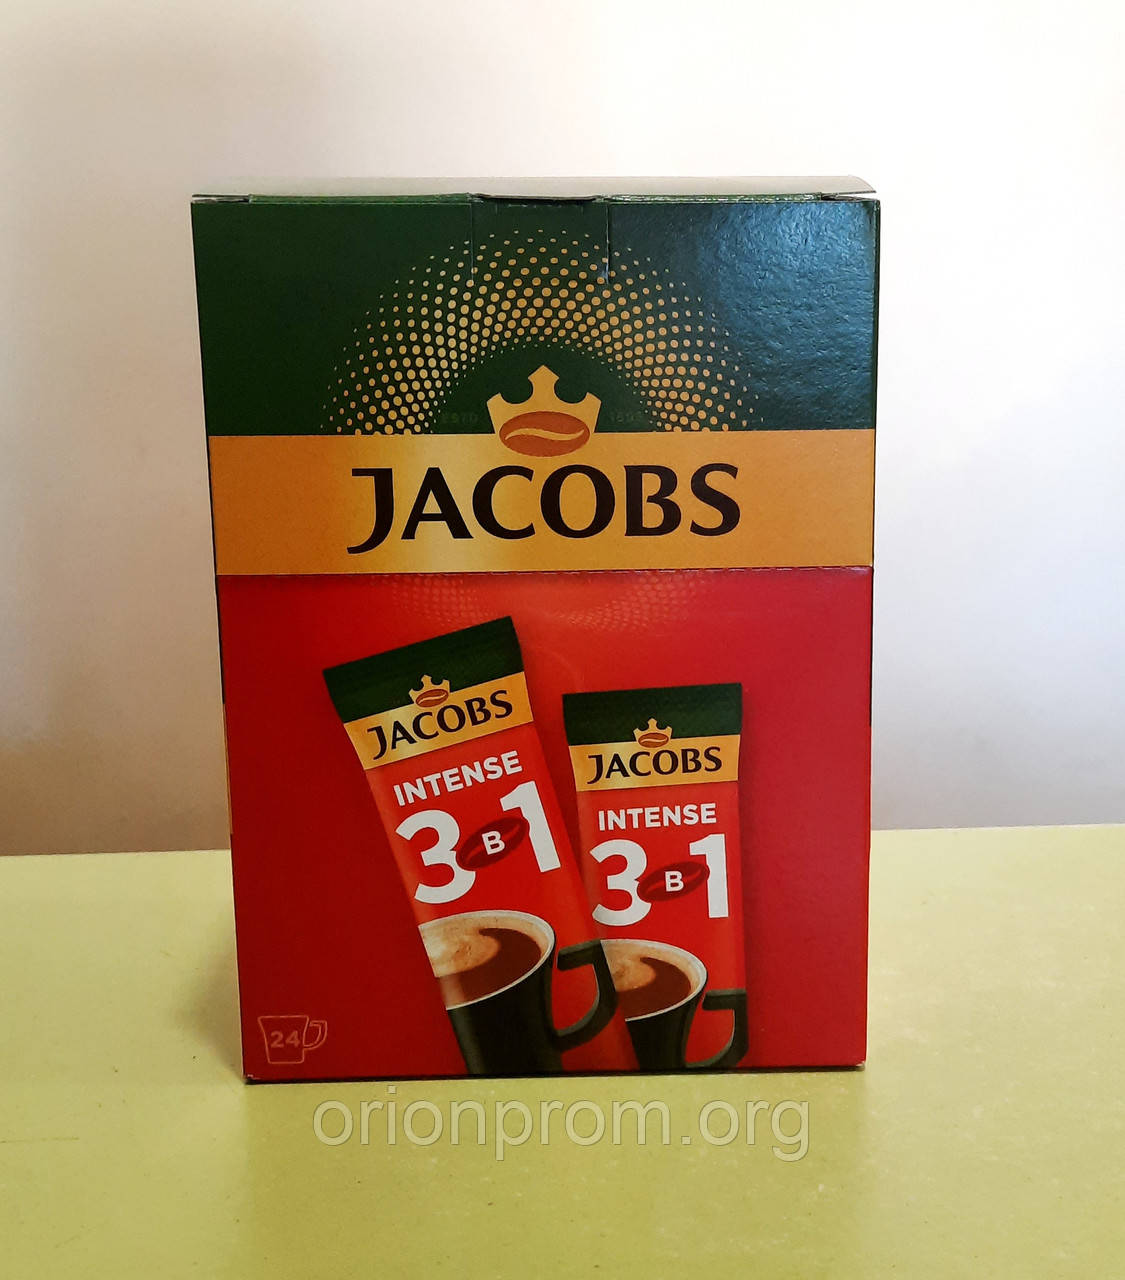 JACOBS
JACOBS
INTENSE
3 В 1
JACOBS
INTENSE
3 В 1
24
orionprom.org